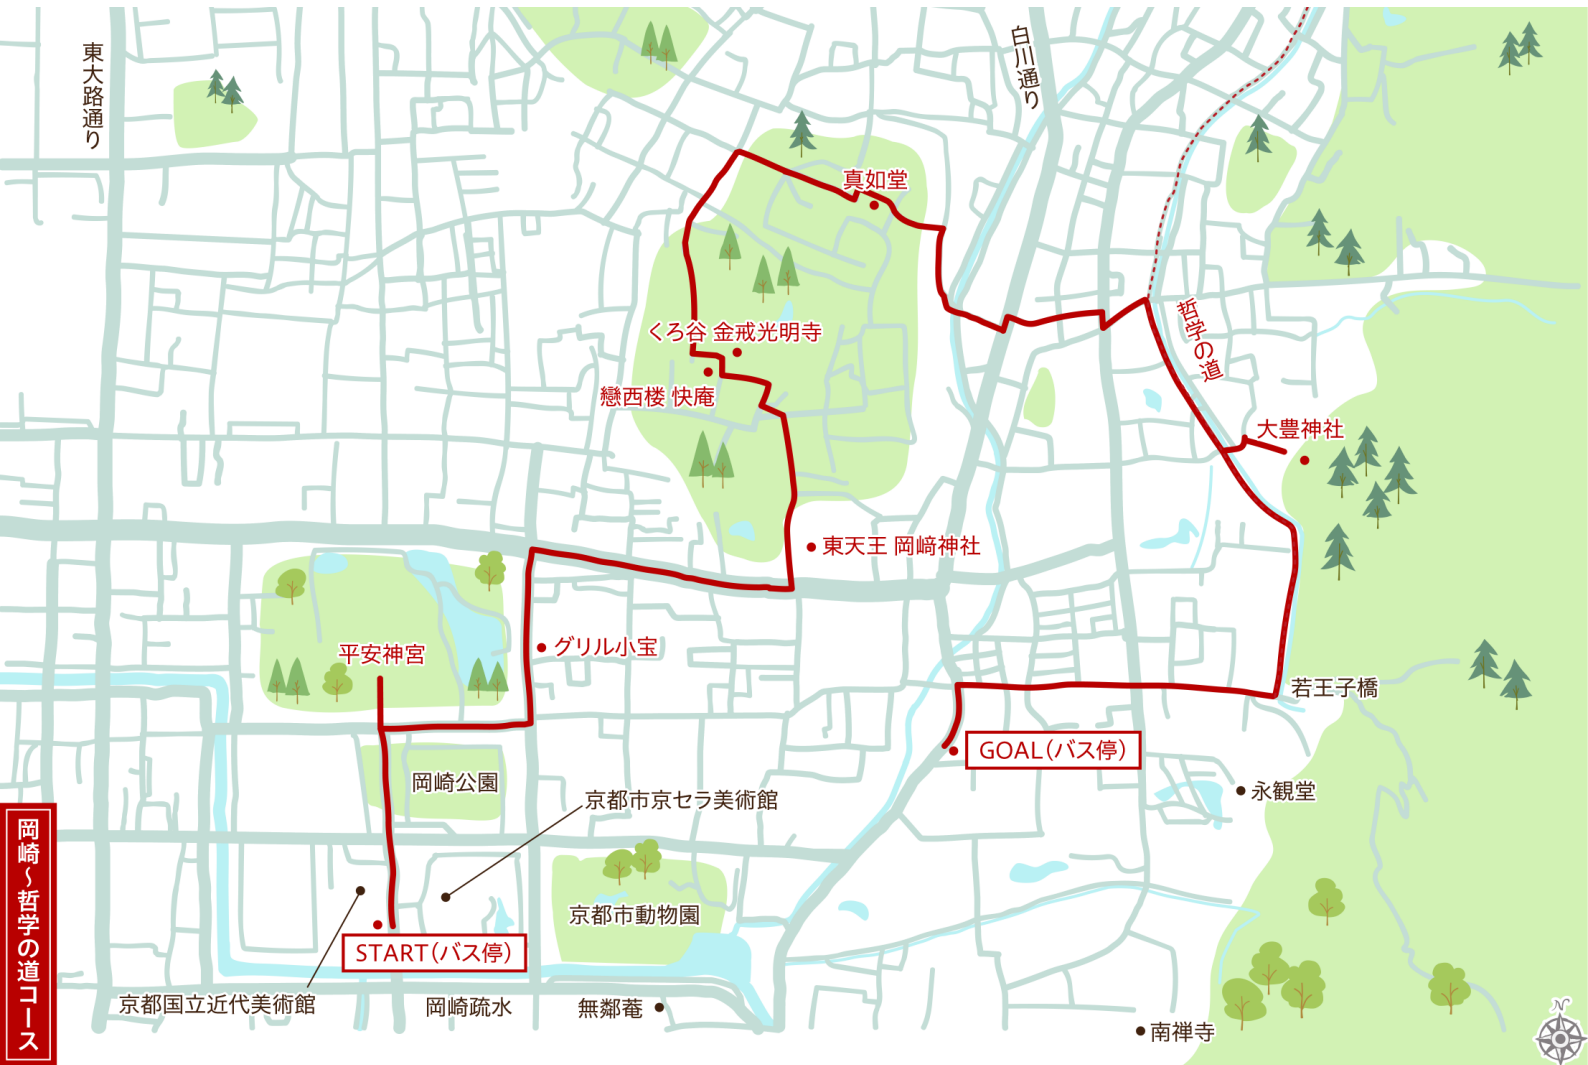 東大路通り
白川通り
真如堂
くろ谷 金戒光明寺
戀西楼 快庵
哲学の道
大豊神社
東天王 岡﨑神社
グリル小宝
平安神宮
若王子橋
GOAL(バス停)
岡崎公園
京都市京セラ美術館
永観堂
岡崎~哲学の道コース
京都市動物園
START(バス停)
京都国立近代美術館
岡崎疏水
無鄰菴
南禅寺
N